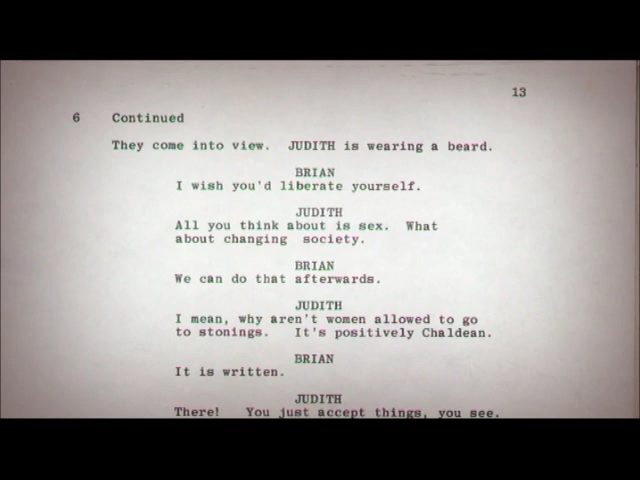 13
6 Continued
They come into view. JUDITH is wearing a beard.
BRIAN
I wish you'd liberate yourself.
JUDITH
All you think about is sex. What
about changing society.
BRIAN
We can do that afterwards.
JUDITH
I mean, why aren't women allowed to go
to stonings. It's positively Chaldean.
BRIAN
It is written.
JUDITH
There! You just accept things, you see.